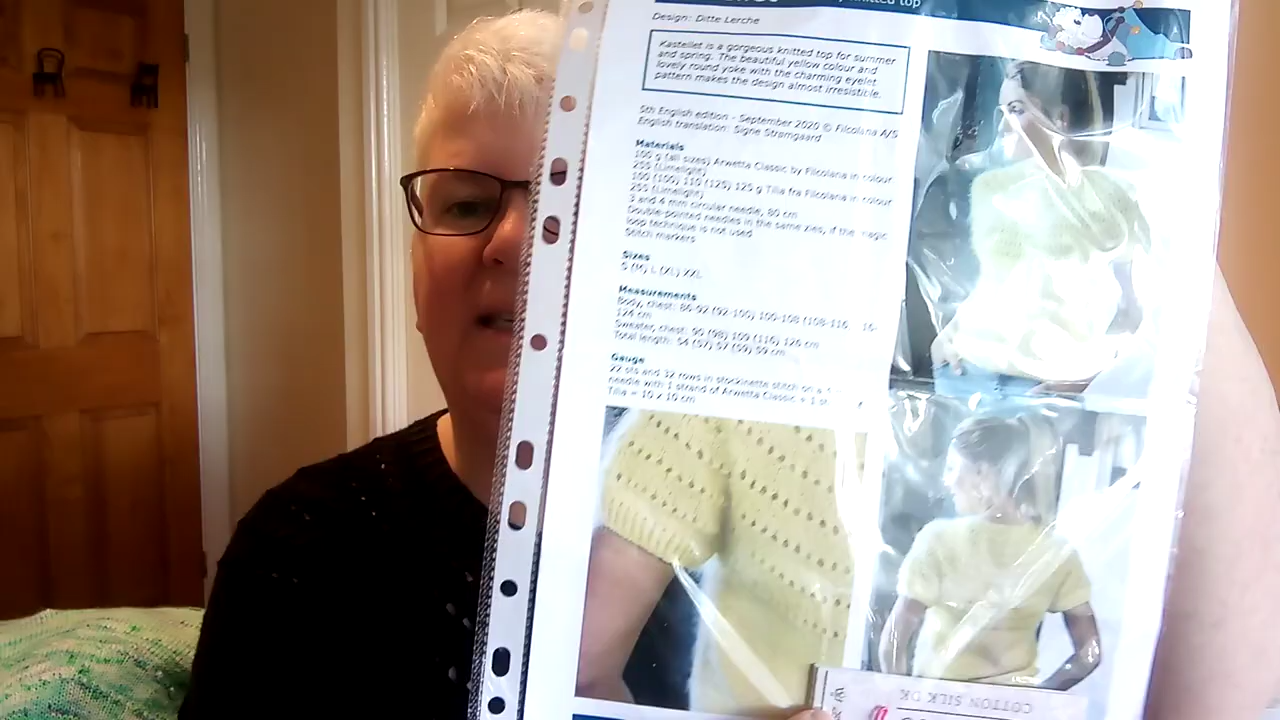 knitted top
Design: Ditte Lerche
Kastellet is a gorgeous knitted top for summer
and spring. The beautiful yellow colour and
lovely round yoke with the charming eyelet
pattern makes the design almost irresistible.
5th English edition - September 2020 © Filcolana A/S
English translation: Signe Strømgaard
Materials
100 g (all sizes) Arwetta Classic by Filcolana in colour
255 (Limelight)
100 (100) 110 (125) 125 g Tilia fra Filcolana in colour
255 (Limelight)
3 and 4 mm circular needle, 80 cm
Double-pointed needles in the same zies, if the magic
loop technique is not used
Stitch markers
Sizes
S (M) L (XL) XXL
Measurements
Body, chest: 86-92 (92-100) 100-108 (108-116 16-
124 cm
Sweater, chest: 90 (98) 109 (116) 126 cm
Total length: 54 (57) 57 (59) 59 cm
Gauge
22 sts and 32 rows in stockinette stitch on a 4
needle with 1 strand of Arwetta Classic + 1 st
Tilia = 10 x 10 cm
COTTON SILK DK